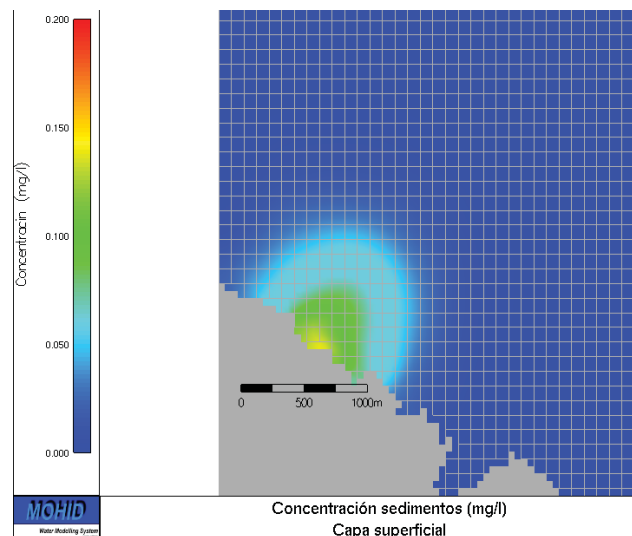 0.200
0.150
0.100
0.050
0.000
Concentracin (mg/l)
0 500 1000m
MOHID
Water Modelling System
Concentración sedimentos (mg/l)
Capa superficial